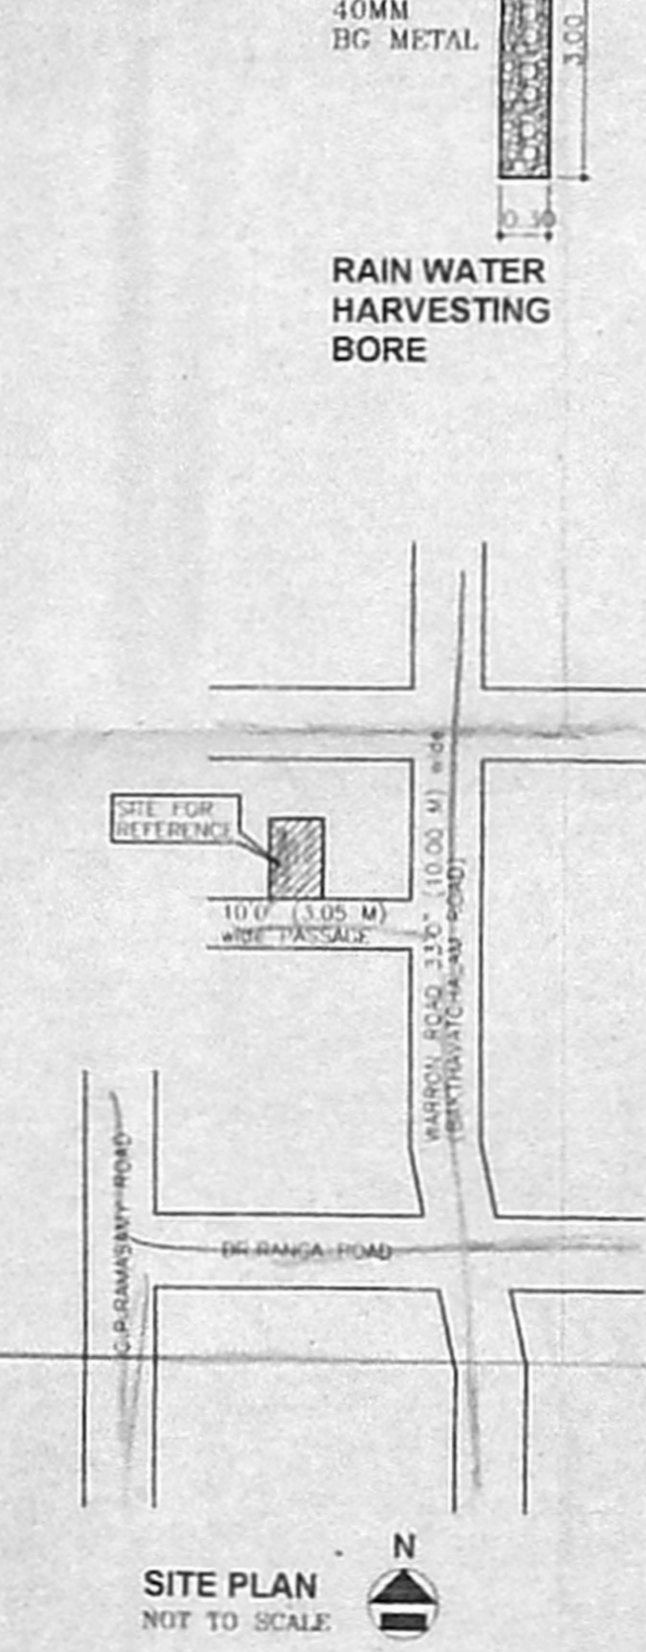 40MM
BG METAL
3.00
0.30
RAIN WATER
HARVESTING
BORE
SITE FOR
REFERENCE
10'0" (3.05 M)
wide PASSAGE
WARRON ROAD 33'0" (10.00 M) wide
(BAKTHAVATCHALAM ROAD)
C.P.RAMASAMY ROAD
DR.RANGA ROAD
N
SITE PLAN
NOT TO SCALE